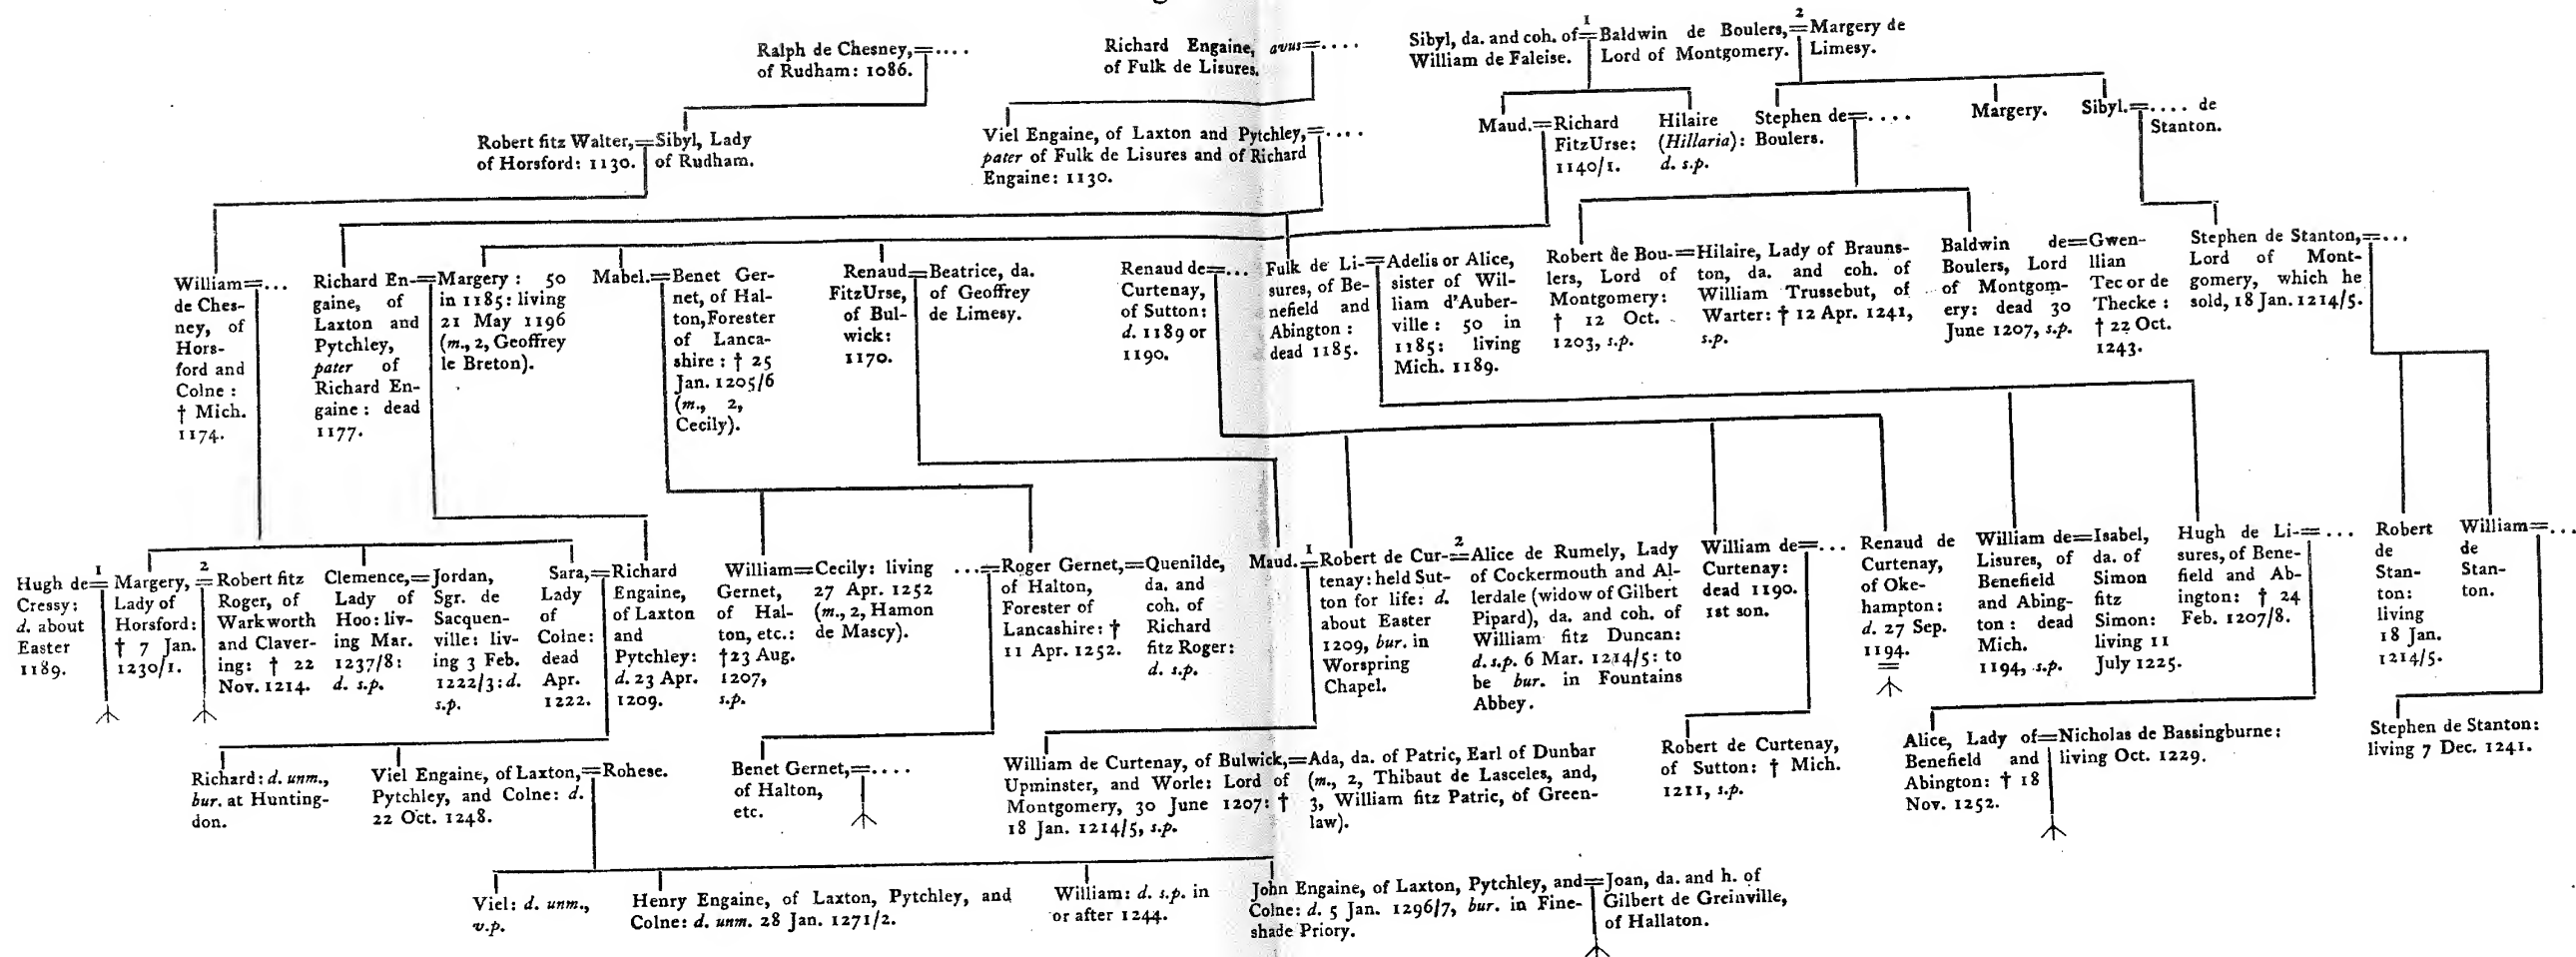 Ralph de Chesney,=....
of Rudham: 1086.
Richard Engaine, avus=....
of Fulk de Lisures.
Sibyl, da. and coh. of
William de Faleise.
1
=Baldwin de Boulers,=
Lord of Montgomery.
2
Margery de
Limesy.
Robert fitz Walter,=Sibyl, Lady
of Horsford: 1130. of Rudham.
Viel Engaine, of Laxton and Pytchley,=....
pater of Fulk de Lisures and of Richard
Engaine: 1130.
Maud.=Richard
FitzUrse:
1140/1.
Hilaire
(Hillaria):
d. s.p.
Stephen de=....
Boulers.
Margery.
Sibyl.=.... de
Stanton.
William=...
de Ches-
ney, of
Hors-
ford and
Colne:
† Mich.
1174.
Richard En-
gaine, of
Laxton and
Pytchley,
pater of
Richard En-
gaine: dead
1177.
=Margery: 50
in 1185: living
21 May 1196
(m., 2, Geoffrey
le Breton).
Mabel.=Benet Ger-
net, of Hal-
ton, Forester
of Lanca-
shire: † 25
Jan. 1205/6
(m., 2,
Cecily).
Renaud
FitzUrse,
of Bul-
wick:
1170.
=Beatrice, da.
of Geoffrey
de Limesy.
Renaud de=...
Curtenay,
of Sutton:
d. 1189 or
1190.
Fulk de Li-
sures, of Be-
nefield and
Abington:
dead 1185.
=Adelis or Alice,
sister of Wil-
liam d'Auber-
ville: 50 in
1185: living
Mich. 1189.
Robert de Bou-
lers, Lord of
Montgomery:
† 12 Oct.
1203, s.p.
=Hilaire, Lady of Brauns-
ton, da. and coh. of
William Trussebut, of
Warter: † 12 Apr. 1241,
s.p.
Baldwin de
Boulers, Lord
of Montgom-
ery: dead 30
June 1207, s.p.
=Gwen-
llian
Tec or de
Thecke:
† 22 Oct.
1243.
Stephen de Stanton,=...
Lord of Mont-
gomery, which he
sold, 18 Jan. 1214/5.
Hugh de
Cressy:
d. about
Easter
1189.
1
=Margery,
Lady of
Horsford:
† 7 Jan.
1230/1.
2
=Robert fitz
Roger, of
Warkworth
and Claver-
ing: † 22
Nov. 1214.
Clemence,
Lady of
Hoo: liv-
ing Mar.
1237/8:
d. s.p.
=Jordan,
Sgr. de
Sacquen-
ville: liv-
ing 3 Feb.
1222/3: d.
s.p.
Sara,
Lady
of
Colne:
dead
Apr.
1222.
=Richard
Engaine,
of Laxton
and
Pytchley:
d. 23 Apr.
1209.
William
Gernet,
of Hal-
ton, etc.:
†23 Aug.
1207,
s.p.
=Cecily: living
27 Apr. 1252
(m., 2, Hamon
de Mascy).
...=Roger Gernet,
of Halton,
Forester of
Lancashire: †
11 Apr. 1252.
=Quenilde,
da. and
coh. of
Richard
fitz Roger:
d. s.p.
Maud.
1
=Robert de Cur-
tenay: held Sut-
ton for life: d.
about Easter
1209, bur. in
Worspring
Chapel.
2
=Alice de Rumely, Lady
of Cockermouth and Al-
lerdale (widow of Gilbert
Pipard), da. and coh. of
William fitz Duncan:
d. s.p. 6 Mar. 1214/5: to
be bur. in Fountains
Abbey.
William de=...
Curtenay:
dead 1190.
1st son.
Renaud de
Curtenay,
of Oke-
hampton:
d. 27 Sep.
1194.
=
William de
Lisures, of
Benefield
and Abing-
ton: dead
Mich.
1194, s.p.
=Isabel,
da. of
Simon
fitz
Simon:
living 11
July 1225.
Hugh de Li-=...
sures, of Bene-
field and Ab-
ington: † 24
Feb. 1207/8.
Robert
de
Stan-
ton:
living
18 Jan.
1214/5.
William=...
de
Stan-
ton.
Richard: d. unm.,
bur. at Hunting-
don.
Viel Engaine, of Laxton,=Rohese.
Pytchley, and Colne: d.
22 Oct. 1248.
Benet Gernet,=....
of Halton,
etc.
William de Curtenay, of Bulwick,
Upminster, and Worle: Lord of
Montgomery, 30 June 1207: †
18 Jan. 1214/5, s.p.
=Ada, da. of Patric, Earl of Dunbar
(m., 2, Thibaut de Lasceles, and,
3, William fitz Patric, of Green-
law).
Robert de Curtenay,
of Sutton: † Mich.
1211, s.p.
Alice, Lady of
Benefield and
Abington: † 18
Nov. 1252.
=Nicholas de Bassingburne:
living Oct. 1229.
Stephen de Stanton:
living 7 Dec. 1241.
Viel: d. unm.,
v.p.
Henry Engaine, of Laxton, Pytchley, and
Colne: d. unm. 28 Jan. 1271/2.
William: d. s.p. in
or after 1244.
John Engaine, of Laxton, Pytchley, and
Colne: d. 5 Jan. 1296/7, bur. in Fine-
shade Priory.
=Joan, da. and h. of
Gilbert de Greinville,
of Hallaton.